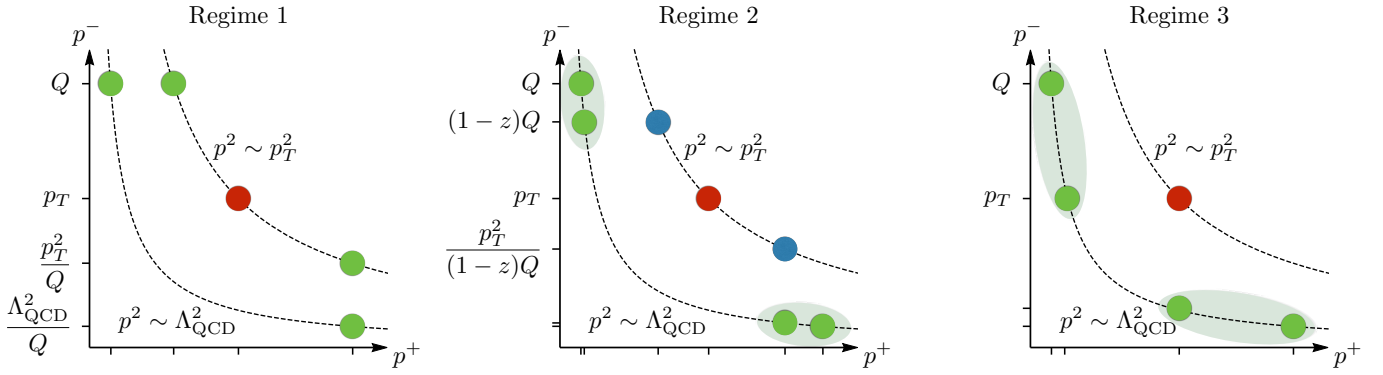 Regime 1
p^-
Q
p^2 ∼ p_T^2
p_T
p_T^2/Q
Λ_QCD^2/Q
p^2 ∼ Λ_QCD^2
p^+
Regime 2
p^-
Q
(1 − z)Q
p^2 ∼ p_T^2
p_T
p_T^2/(1 − z)Q
p^2 ∼ Λ_QCD^2
p^+
Regime 3
p^-
Q
p^2 ∼ p_T^2
p_T
p^2 ∼ Λ_QCD^2
p^+